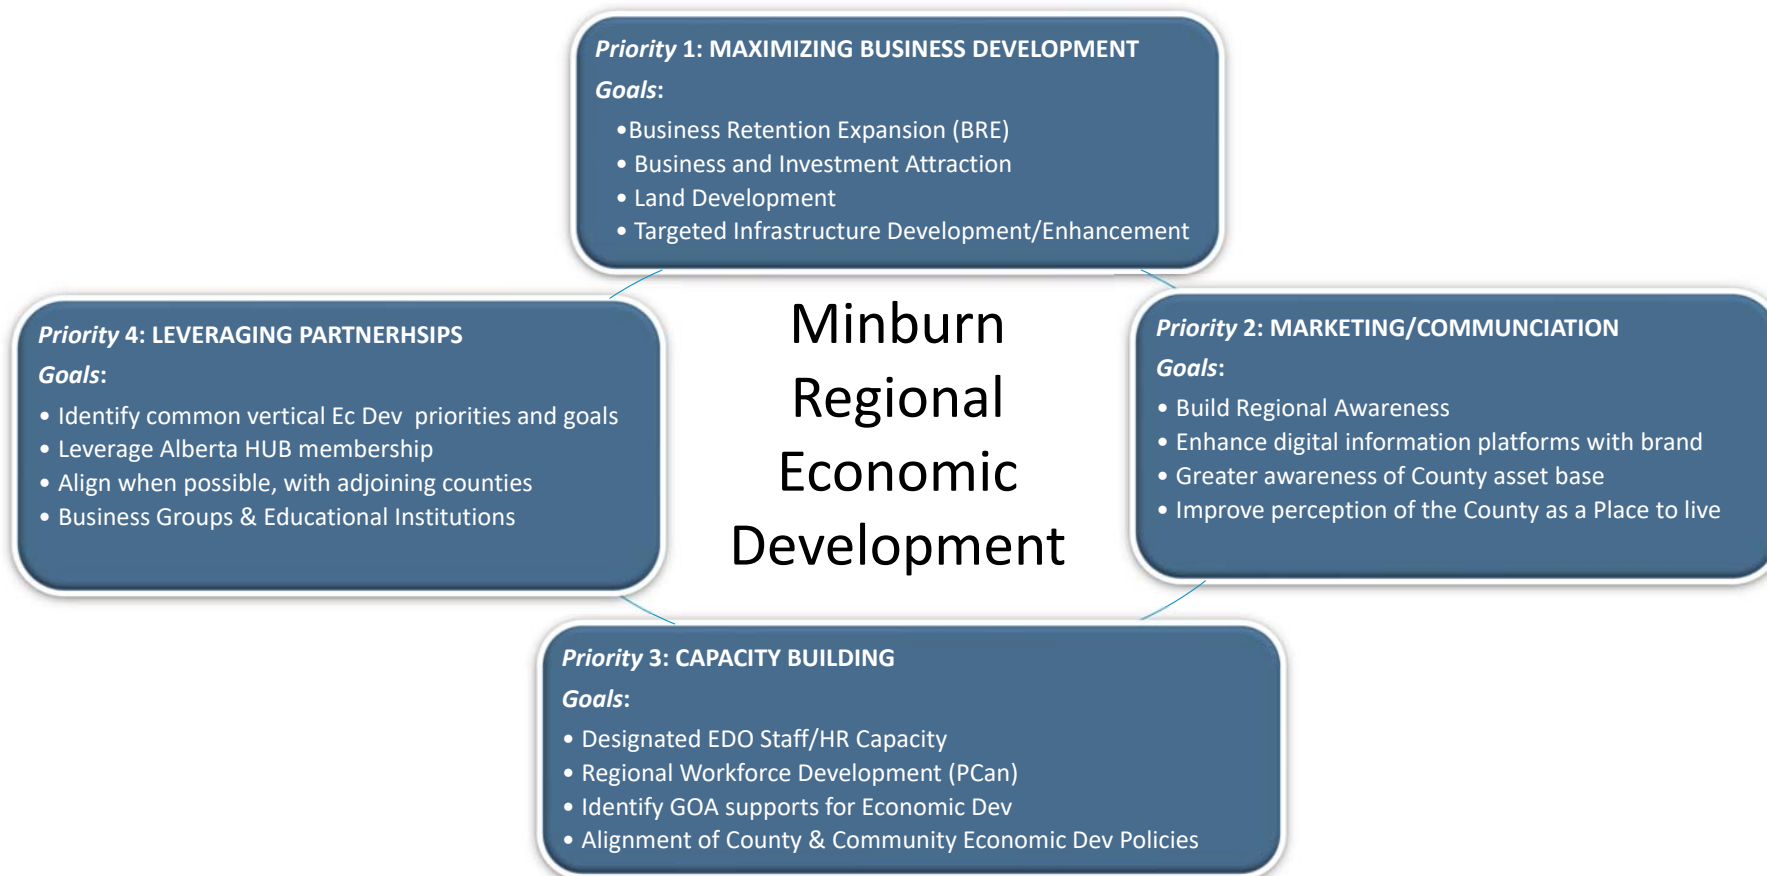 Priority 1: MAXIMIZING BUSINESS DEVELOPMENT
Goals:
•Business Retention Expansion (BRE)
• Business and Investment Attraction
• Land Development
• Targeted Infrastructure Development/Enhancement
Minburn
Regional
Economic
Development
Priority 2: MARKETING/COMMUNCIATION
Goals:
• Build Regional Awareness
• Enhance digital information platforms with brand
• Greater awareness of County asset base
• Improve perception of the County as a Place to live
Priority 3: CAPACITY BUILDING
Goals:
• Designated EDO Staff/HR Capacity
• Regional Workforce Development (PCan)
• Identify GOA supports for Economic Dev
• Alignment of County & Community Economic Dev Policies
Priority 4: LEVERAGING PARTNERHSIPS
Goals:
• Identify common vertical Ec Dev  priorities and goals
• Leverage Alberta HUB membership
• Align when possible, with adjoining counties
• Business Groups & Educational Institutions